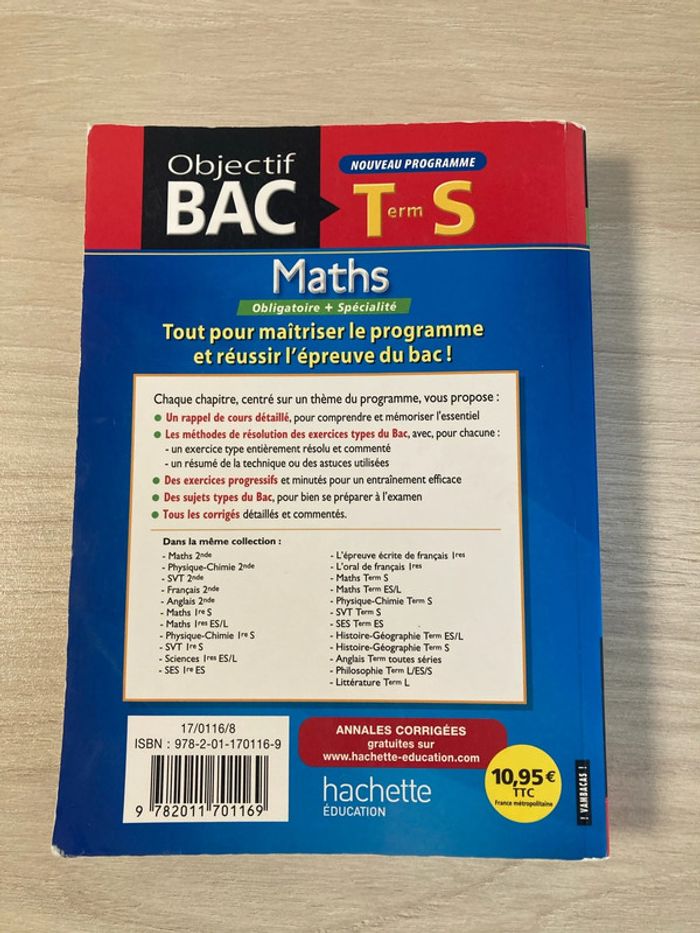 Objectif
BAC
NOUVEAU PROGRAMME
Term S
Maths
Obligatoire + Spécialité
Tout pour maîtriser le programme
et réussir l'épreuve du bac !
Chaque chapitre, centré sur un thème du programme, vous propose :
● Un rappel de cours détaillé, pour comprendre et mémoriser l'essentiel
● Les méthodes de résolution des exercices types du Bac, avec, pour chacune :
- un exercice type entièrement résolu et commenté
- un résumé de la technique ou des astuces utilisées
● Des exercices progressifs et minutés pour un entraînement efficace
● Des sujets types du Bac, pour bien se préparer à l'examen
● Tous les corrigés détaillés et commentés.
Dans la même collection :
- Maths 2nde
- Physique-Chimie 2nde
- SVT 2nde
- Français 2nde
- Anglais 2nde
- Maths 1re S
- Maths 1res ES/L
- Physique-Chimie 1re S
- SVT 1re S
- Sciences 1res ES/L
- SES 1re ES
- L'épreuve écrite de français 1res
- L'oral de français 1res
- Maths Term S
- Maths Term ES/L
- Physique-Chimie Term S
- SVT Term S
- SES Term ES
- Histoire-Géographie Term ES/L
- Histoire-Géographie Term S
- Anglais Term toutes séries
- Philosophie Term L/ES/S
- Littérature Term L
17/0116/8
ISBN : 978-2-01-170116-9
9 782011 701169
ANNALES CORRIGÉES
gratuites sur
www.hachette-education.com
hachette
ÉDUCATION
10,95 €
TTC
France métropolitaine
! VAMBACAS !